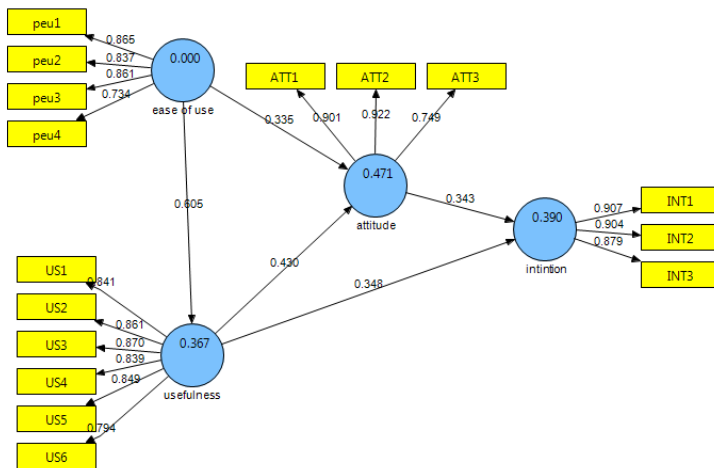 peu1
0.865
peu2
0.837
peu3
0.861
peu4
0.734
0.000
ease of use
ATT1
ATT2
ATT3
0.901
0.922
0.749
0.335
0.471
attitude
0.605
0.343
0.390
intintion
0.907
INT1
0.904
INT2
0.879
INT3
0.430
0.348
US1
0.841
US2
0.861
US3
0.870
US4
0.839
US5
0.849
US6
0.794
0.367
usefulness